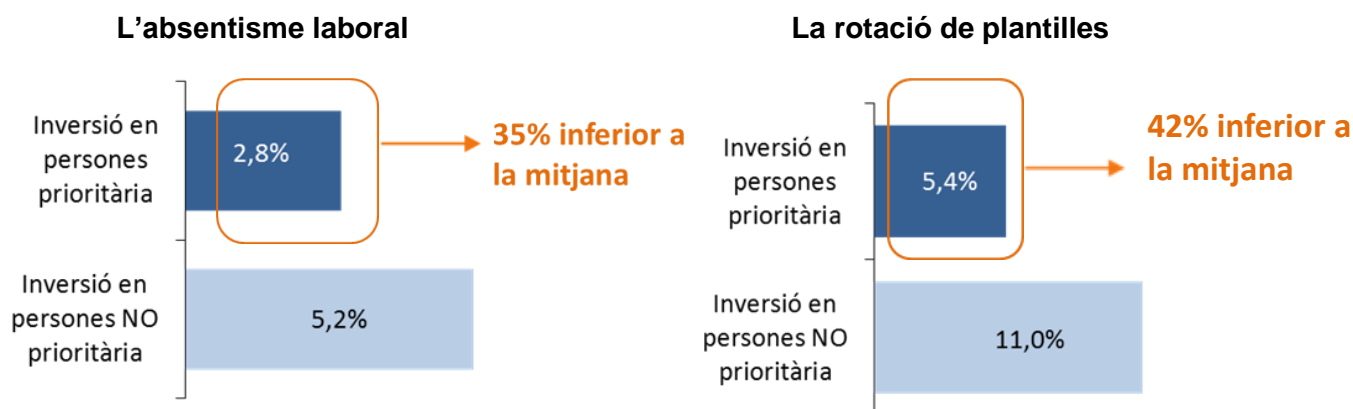 L'absentisme laboral
Inversió en
persones
prioritària
2,8%
35% inferior a
la mitjana
Inversió en
persones NO
prioritària
5,2%
La rotació de plantilles
Inversió en
persones
prioritària
5,4%
42% inferior a
la mitjana
Inversió en
persones NO
prioritària
11,0%